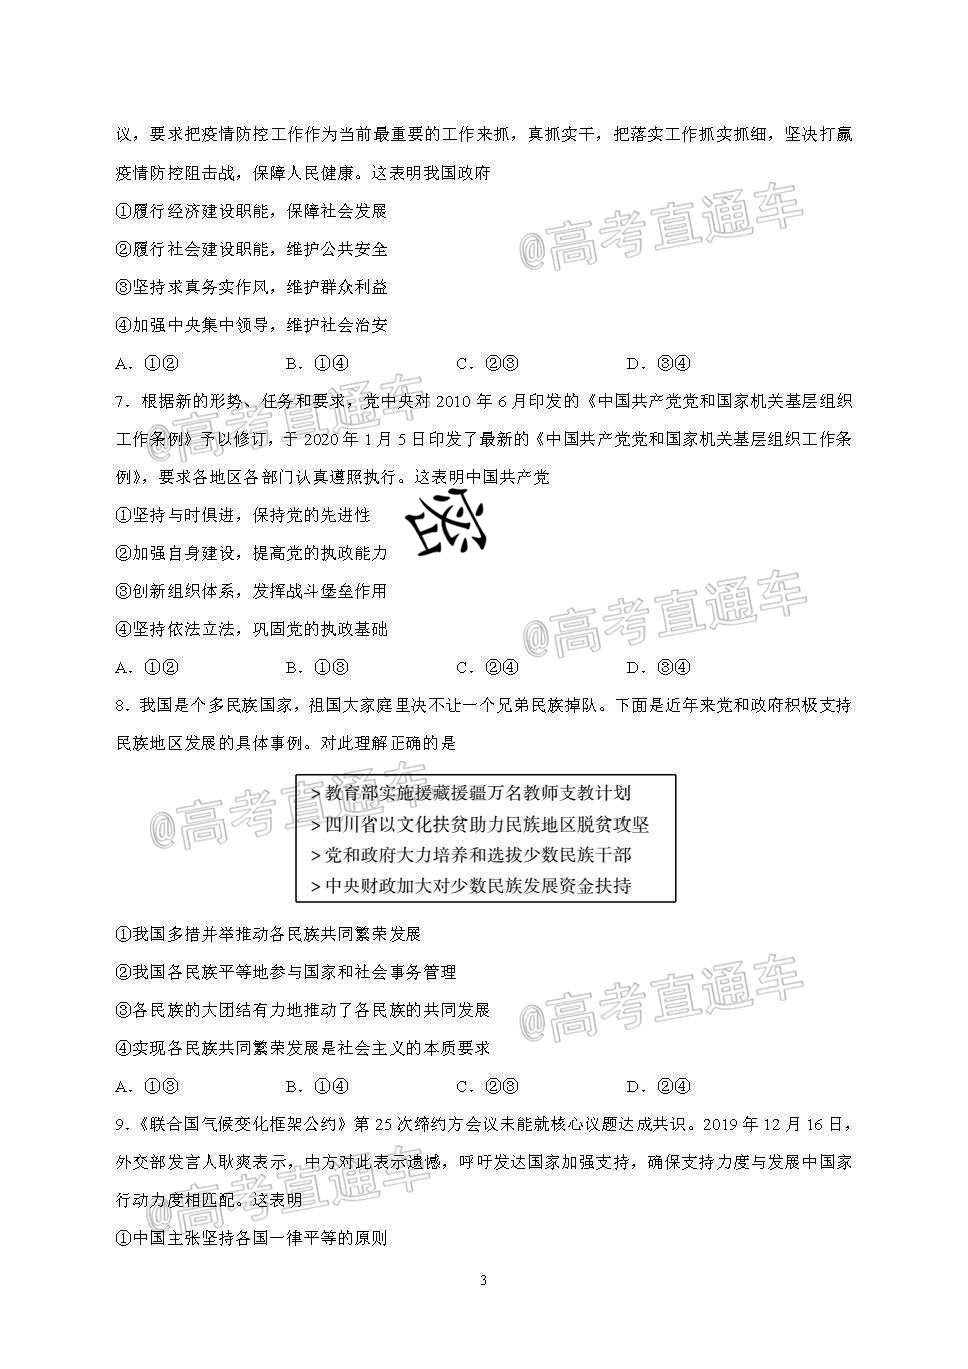 议，要求把疫情防控工作作为当前最重要的工作来抓，真抓实干，把落实工作抓实抓细，坚决打赢
疫情防控阻击战，保障人民健康。这表明我国政府
①履行经济建设职能，保障社会发展
②履行社会建设职能，维护公共安全
③坚持求真务实作风，维护群众利益
④加强中央集中领导，维护社会治安
A．①② B．①④ C．②③ D．③④
7．根据新的形势、任务和要求，党中央对 2010 年 6 月印发的《中国共产党党和国家机关基层组织
工作条例》予以修订，于 2020 年 1 月 5 日印发了最新的《中国共产党党和国家机关基层组织工作条
例》，要求各地区各部门认真遵照执行。这表明中国共产党
①坚持与时俱进，保持党的先进性
②加强自身建设，提高党的执政能力
③创新组织体系，发挥战斗堡垒作用
④坚持依法立法，巩固党的执政基础
A．①② B．①③ C．②④ D．③④
8．我国是个多民族国家，祖国大家庭里决不让一个兄弟民族掉队。下面是近年来党和政府积极支持
民族地区发展的具体事例。对此理解正确的是
>教育部实施援藏援疆万名教师支教计划
>四川省以文化扶贫助力民族地区脱贫攻坚
>党和政府大力培养和选拔少数民族干部
>中央财政加大对少数民族发展资金扶持
①我国多措并举推动各民族共同繁荣发展
②我国各民族平等地参与国家和社会事务管理
③各民族的大团结有力地推动了各民族的共同发展
④实现各民族共同繁荣发展是社会主义的本质要求
A．①③ B．①④ C．②③ D．②④
9．《联合国气候变化框架公约》第 25 次缔约方会议未能就核心议题达成共识。2019 年 12 月 16 日，
外交部发言人耿爽表示，中方对此表示遗憾，呼吁发达国家加强支持，确保支持力度与发展中国家
行动力度相匹配。这表明
①中国主张坚持各国一律平等的原则
3
密
@高考直通车
@高考直通车
@高考直通车
@高考直通车
@高考直通车
@高考直通车